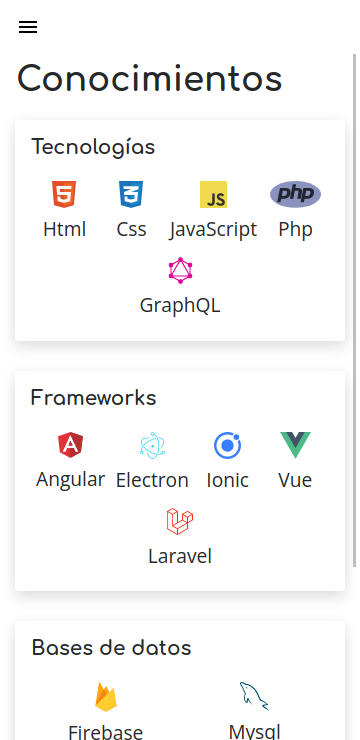 Conocimientos
Tecnologías
JS php
Html Css JavaScript Php
GraphQL
Frameworks
Angular Electron Ionic Vue
Laravel
Bases de datos
Firebase Mysql